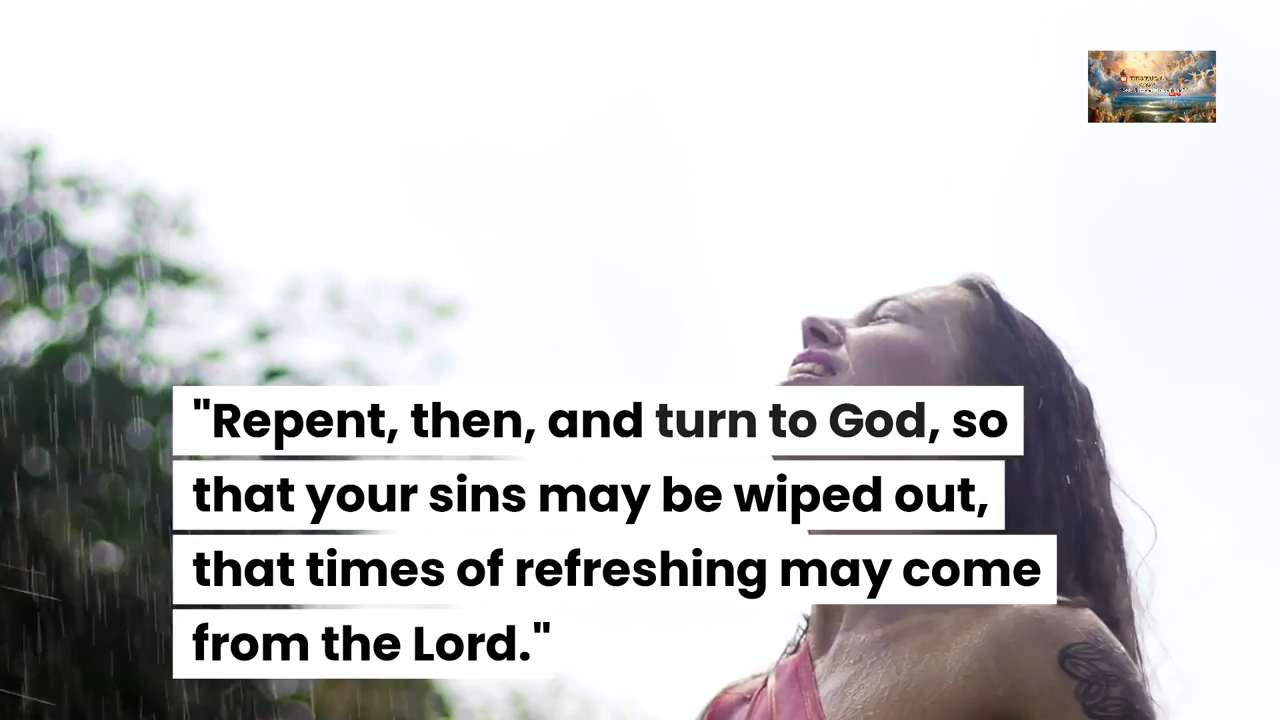 "Repent, then, and turn to God, so
that your sins may be wiped out,
that times of refreshing may come
from the Lord."